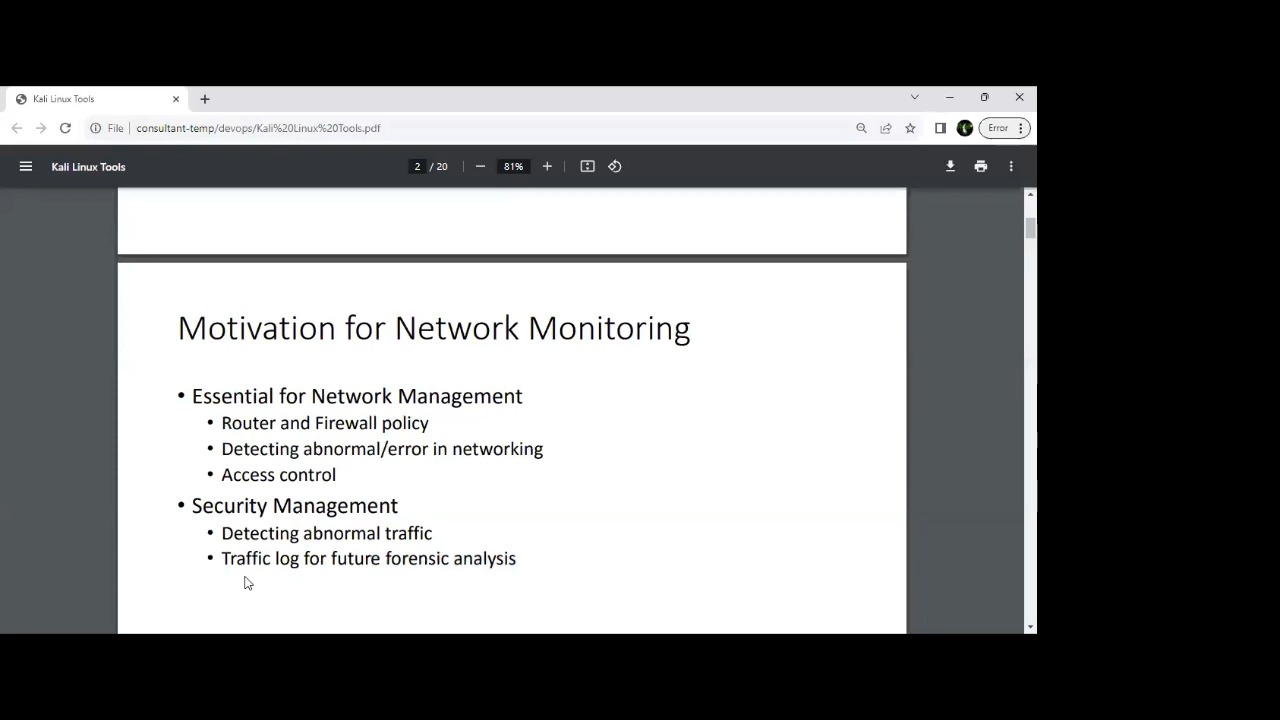 Kali Linux Tools
File consultant-temp/devops/Kali%20Linux%20Tools.pdf Error
Kali Linux Tools 2 / 20 81%
Motivation for Network Monitoring
• Essential for Network Management
• Router and Firewall policy
• Detecting abnormal/error in networking
• Access control
• Security Management
• Detecting abnormal traffic
• Traffic log for future forensic analysis